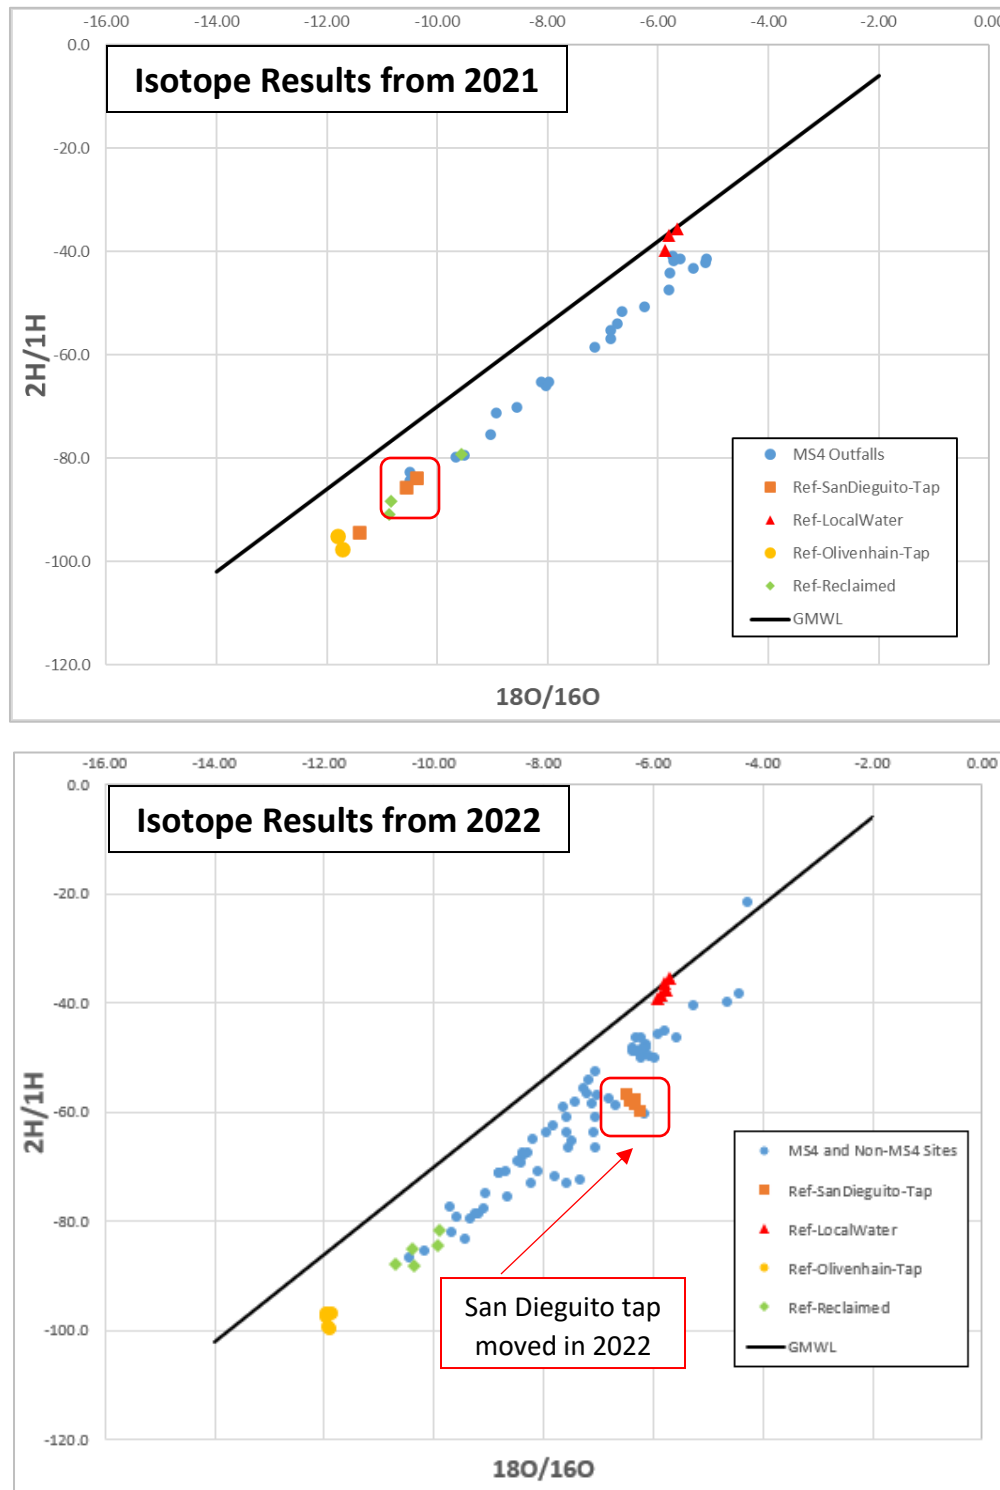 -16.00 -14.00 -12.00 -10.00 -8.00 -6.00 -4.00 -2.00 0.00
0.0
Isotope Results from 2021
-20.0
-40.0
-60.0
-80.0
-100.0
-120.0
2H/1H
MS4 Outfalls
Ref-SanDieguito-Tap
Ref-LocalWater
Ref-Olivenhain-Tap
Ref-Reclaimed
GMWL
18O/16O
-16.00 -14.00 -12.00 -10.00 -8.00 -6.00 -4.00 -2.00 0.00
0.0
Isotope Results from 2022
-20.0
-40.0
-60.0
-80.0
-100.0
-120.0
2H/1H
MS4 and Non-MS4 Sites
Ref-SanDieguito-Tap
Ref-LocalWater
Ref-Olivenhain-Tap
Ref-Reclaimed
GMWL
San Dieguito tap
moved in 2022
18O/16O